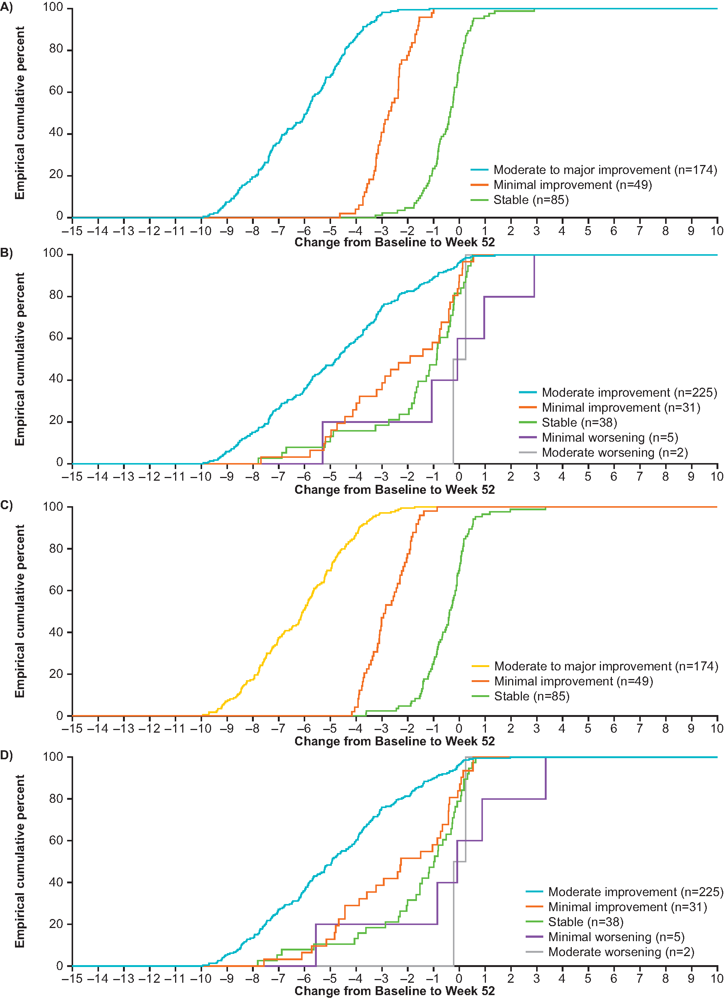 A)
Empirical cumulative percent
100
80
60
40
20
0
Moderate to major improvement (n=174)
Minimal improvement (n=49)
Stable (n=85)
–15 –14 –13 –12 –11 –10 –9 –8 –7 –6 –5 –4 –3 –2 –1 0 1 2 3 4 5 6 7 8 9 10
Change from Baseline to Week 52
B)
Empirical cumulative percent
100
80
60
40
20
0
Moderate improvement (n=225)
Minimal improvement (n=31)
Stable (n=38)
Minimal worsening (n=5)
Moderate worsening (n=2)
–15 –14 –13 –12 –11 –10 –9 –8 –7 –6 –5 –4 –3 –2 –1 0 1 2 3 4 5 6 7 8 9 10
Change from Baseline to Week 52
C)
Empirical cumulative percent
100
80
60
40
20
0
Moderate to major improvement (n=174)
Minimal improvement (n=49)
Stable (n=85)
–15 –14 –13 –12 –11 –10 –9 –8 –7 –6 –5 –4 –3 –2 –1 0 1 2 3 4 5 6 7 8 9 10
Change from Baseline to Week 52
D)
Empirical cumulative percent
100
80
60
40
20
0
Moderate improvement (n=225)
Minimal improvement (n=31)
Stable (n=38)
Minimal worsening (n=5)
Moderate worsening (n=2)
–15 –14 –13 –12 –11 –10 –9 –8 –7 –6 –5 –4 –3 –2 –1 0 1 2 3 4 5 6 7 8 9 10
Change from Baseline to Week 52